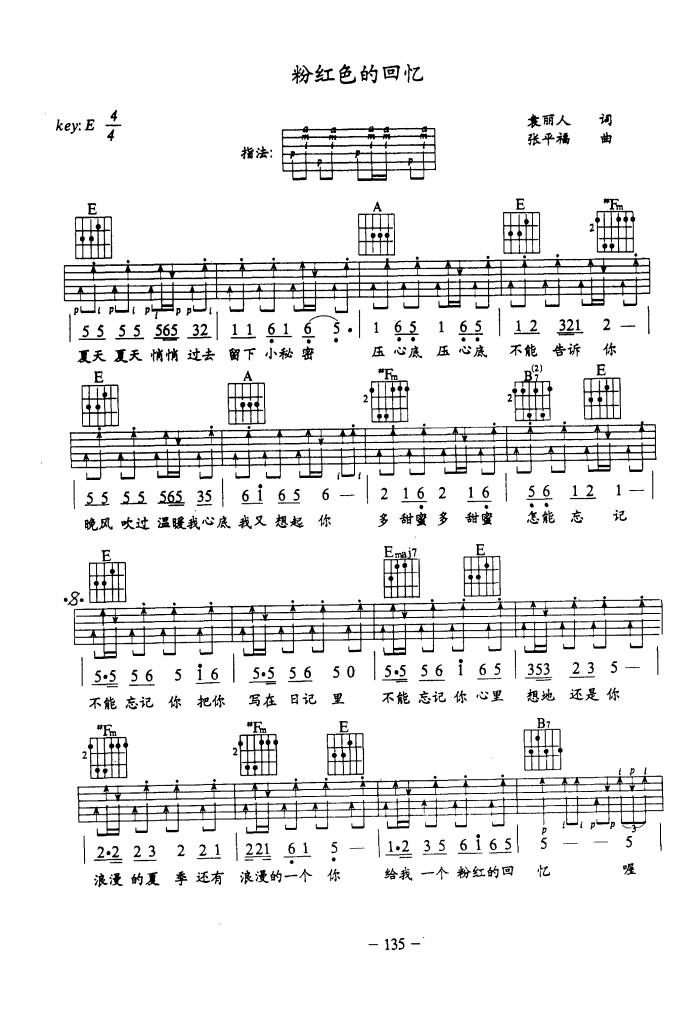 粉红色的回忆
key: E 4/4
袁丽人 词
张平福 曲
指法:
E A E #Fm
| 5 5 5 5 565 32 | 1 1 6 1 6 5 · | 1 6 5 1 6 5 | 1 2 321 2 — |
夏天 夏天 悄悄 过去 留下 小秘密 压 心底 压 心底 不能 告诉 你
E A #Fm B7(2) E
| 5 5 5 5 565 35 | 6 i 6 5 6 — | 2 1 6 2 1 6 | 5 6 1 2 1 — |
晚风 吹过 温暖我心底 我又 想起 你 多 甜蜜 多 甜蜜 怎能 忘 记
E Emaj7 E
| 5·5 5 6 5 i 6 | 5·5 5 6 5 0 | 5·5 5 6 i 6 5 | 353 2 3 5 — |
不能 忘记 你 把你 写在 日记 里 不能 忘记 你 心里 想地 还是 你
#Fm #Fm E B7
| 2·2 2 3 2 2 1 | 221 6 1 5 — | 1·2 3 5 6 i 6 5 | 5 — — 5
浪漫 的夏 季 还有 浪漫的一个 你 给我 一个 粉红的回 忆 喔
– 135 –